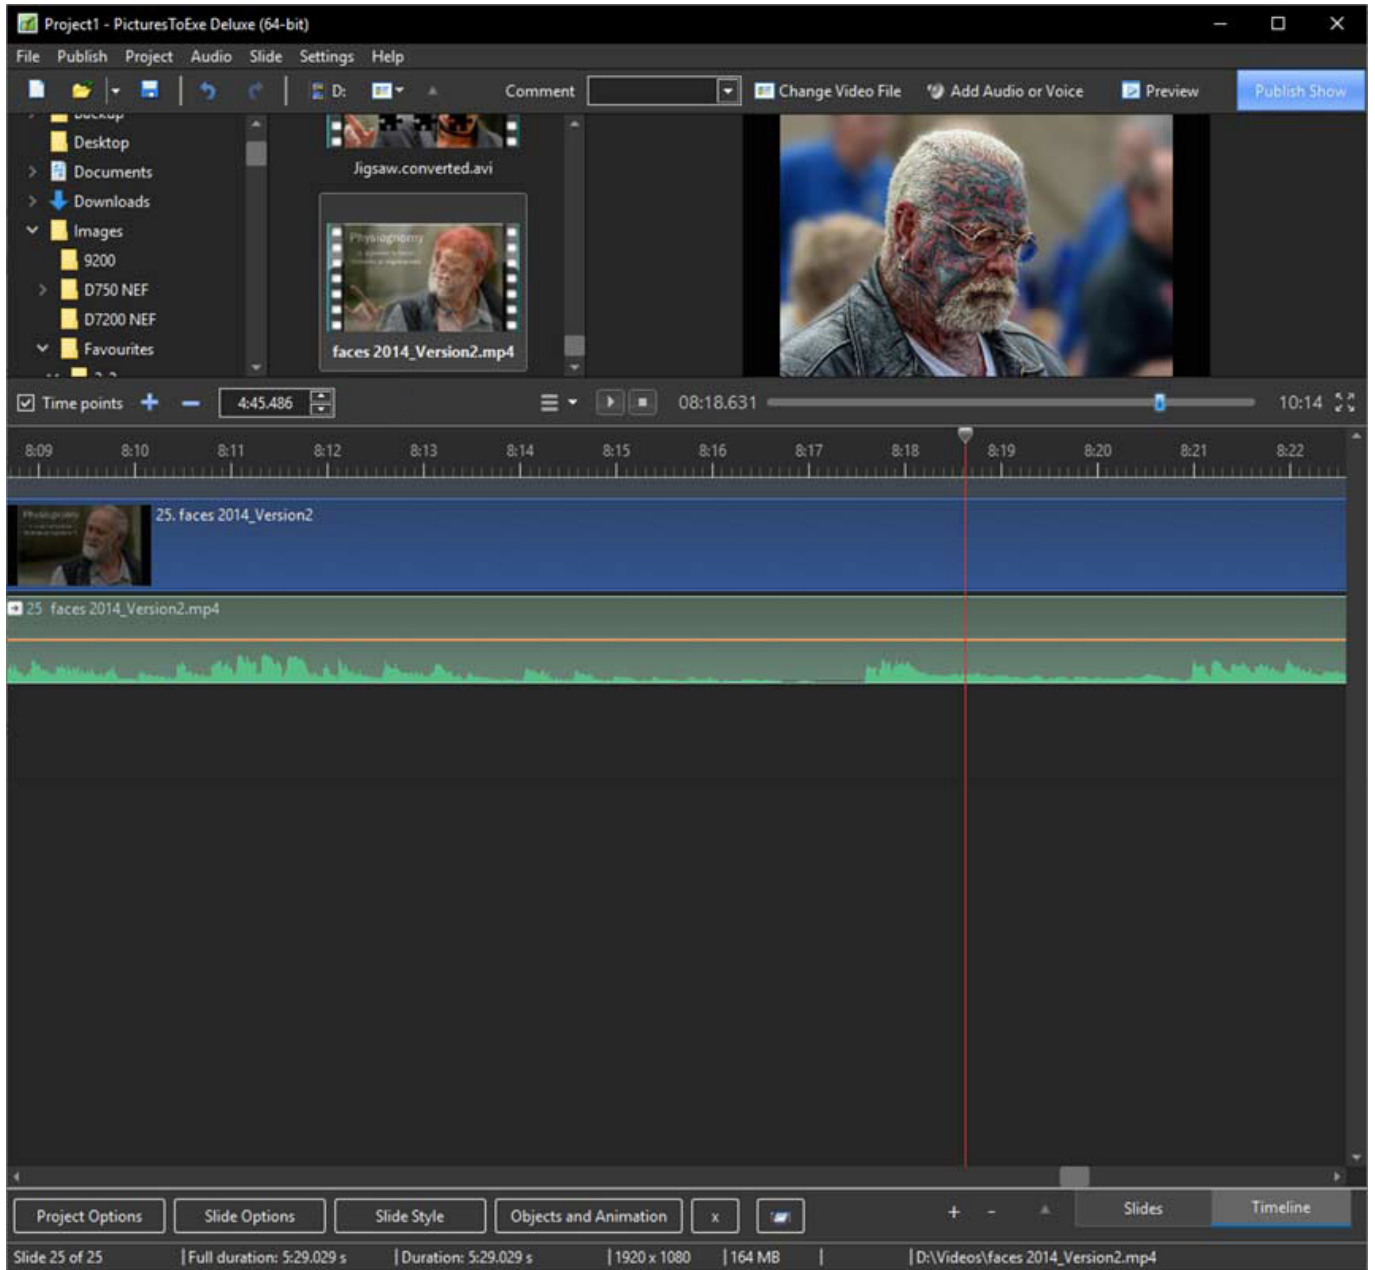 Project1 - PicturesToExe Deluxe (64-bit)
File Publish Project Audio Slide Settings Help
D: Comment Change Video File Add Audio or Voice Preview Publish Show
Backup
Desktop
Documents
Downloads
Images
9200
D750 NEF
D7200 NEF
Favourites
Jigsaw.converted.avi
Physiognomy
faces 2014_Version2.mp4
Time points 4:45.486 08:18.631 10:14
8:09 8:10 8:11 8:12 8:13 8:14 8:15 8:16 8:17 8:18 8:19 8:20 8:21 8:22
Physiognomy
25. faces 2014_Version2
25 faces 2014_Version2.mp4
Project Options Slide Options Slide Style Objects and Animation x + - Slides Timeline
Slide 25 of 25 | Full duration: 5:29.029 s | Duration: 5:29.029 s | 1920 x 1080 | 164 MB | | D:\Videos\faces 2014_Version2.mp4